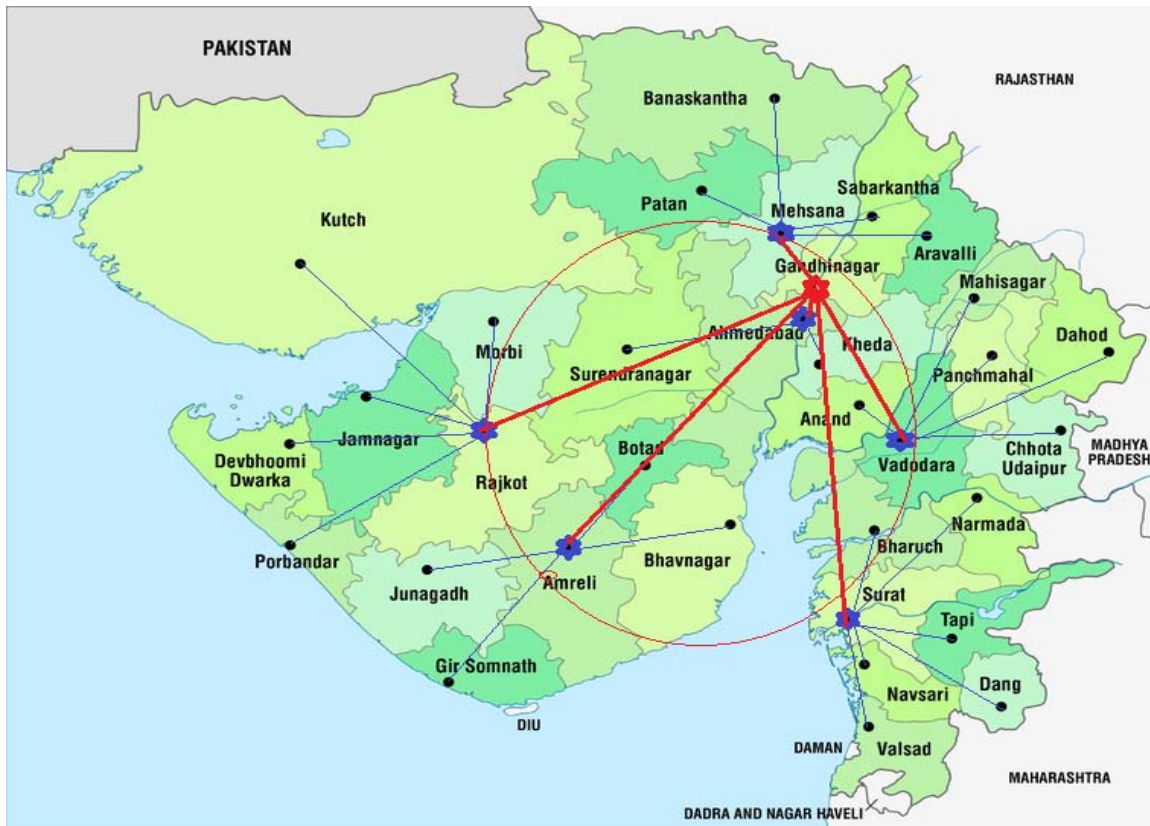 PAKISTAN
RAJASTHAN
Banaskantha
Sabarkantha
Patan
Mehsana
Kutch
Aravalli
Gandhinagar
Mahisagar
Ahmedabad
Kheda
Dahod
Morbi
Surendranagar
Panchmahal
Anand
Jamnagar
Botad
Chhota
Udaipur
MADHYA
PRADESH
Devbhoomi
Dwarka
Rajkot
Vadodara
Narmada
Porbandar
Bhavnagar
Bharuch
Junagadh
Amreli
Surat
Tapi
Gir Somnath
Navsari
Dang
DIU
DAMAN
Valsad
MAHARASHTRA
DADRA AND NAGAR HAVELI